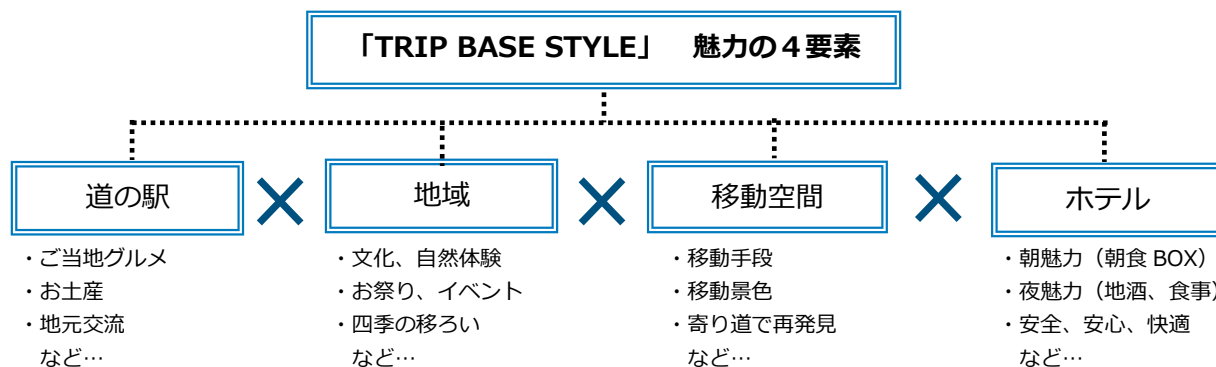 「TRIP BASE STYLE」　魅力の４要素
道の駅
・ご当地グルメ
・お土産
・地元交流
など…
地域
・文化、自然体験
・お祭り、イベント
・四季の移ろい
など…
移動空間
・移動手段
・移動景色
・寄り道で再発見
など…
ホテル
・朝魅力（朝食 BOX）
・夜魅力（地酒、食事）
・安全、安心、快適
など…